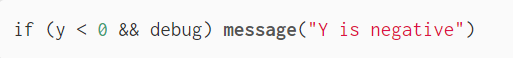 if (y < 0 && debug) message("Y is negative")